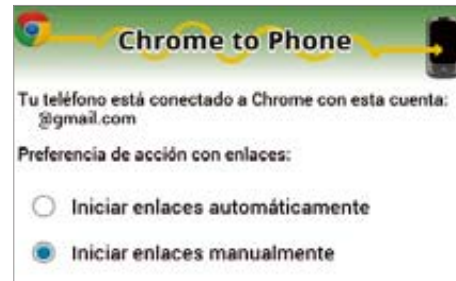 Chrome to Phone
Tu teléfono está conectado a Chrome con esta cuenta:
@gmail.com
Preferencia de acción con enlaces:
Iniciar enlaces automáticamente
Iniciar enlaces manualmente